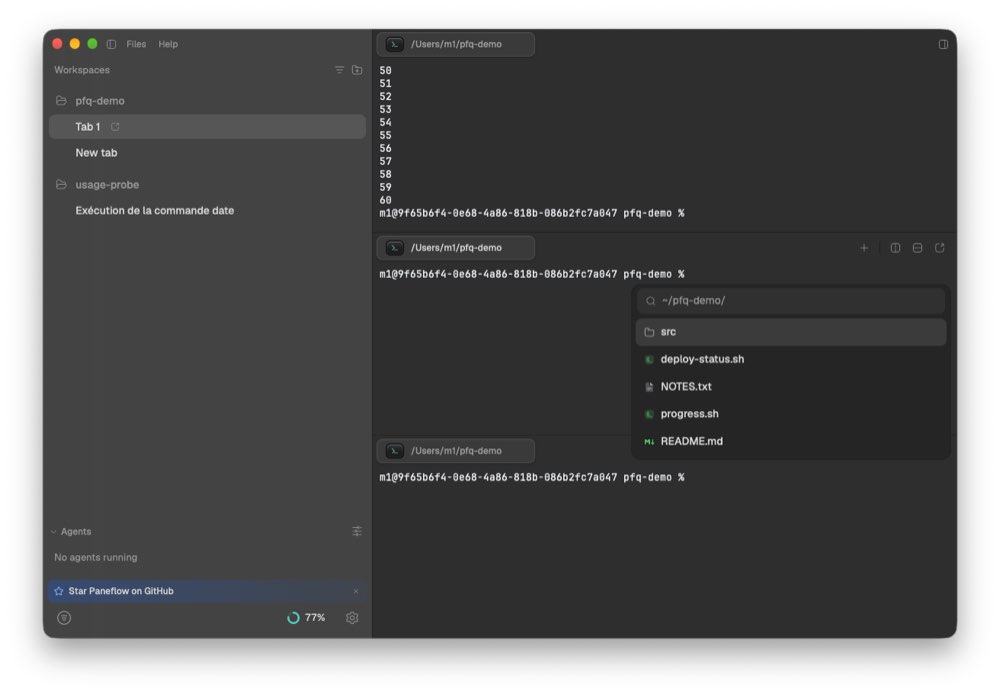 Files Help
Workspaces
pfq-demo
Tab 1
New tab
usage-probe
Exécution de la commande date
Agents
No agents running
Star Paneflow on GitHub
77%
/Users/m1/pfq-demo
50
51
52
53
54
55
56
57
58
59
60
m1@9f65b6f4-0e68-4a86-818b-086b2fc7a047 pfq-demo %
/Users/m1/pfq-demo
m1@9f65b6f4-0e68-4a86-818b-086b2fc7a047 pfq-demo %
~/pfq-demo/
src
deploy-status.sh
NOTES.txt
progress.sh
M↓ README.md
/Users/m1/pfq-demo
m1@9f65b6f4-0e68-4a86-818b-086b2fc7a047 pfq-demo %